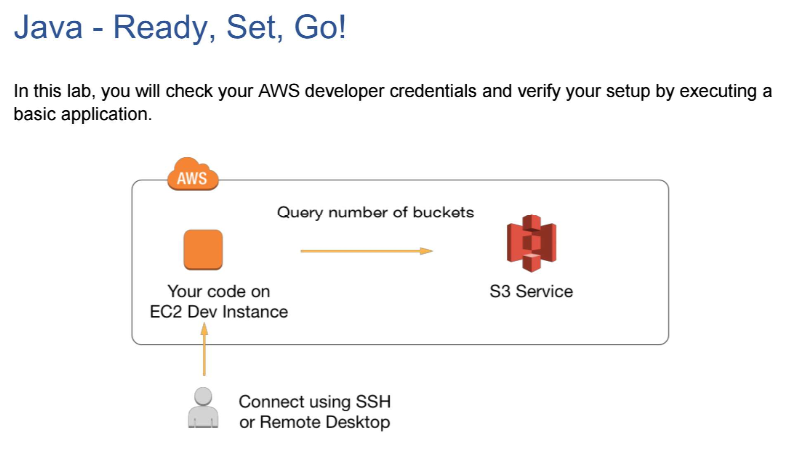 Java - Ready, Set, Go!
In this lab, you will check your AWS developer credentials and verify your setup by executing a
basic application.
AWS
Query number of buckets
Your code on
EC2 Dev Instance
S3 Service
Connect using SSH
or Remote Desktop